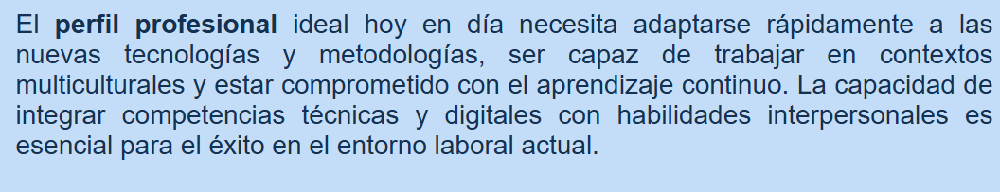 El perfil profesional ideal hoy en día necesita adaptarse rápidamente a las
nuevas tecnologías y metodologías, ser capaz de trabajar en contextos
multiculturales y estar comprometido con el aprendizaje continuo. La capacidad de
integrar competencias técnicas y digitales con habilidades interpersonales es
esencial para el éxito en el entorno laboral actual.